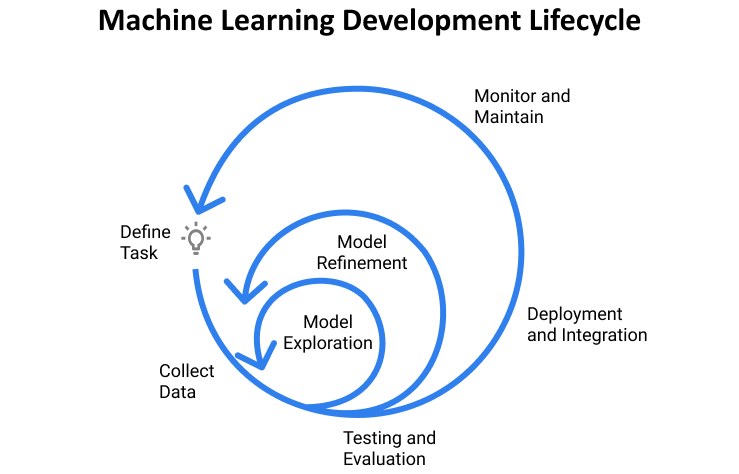 Machine Learning Development Lifecycle
Monitor and
Maintain
Define
Task
Model
Refinement
Model
Exploration
Deployment
and Integration
Collect
Data
Testing and
Evaluation